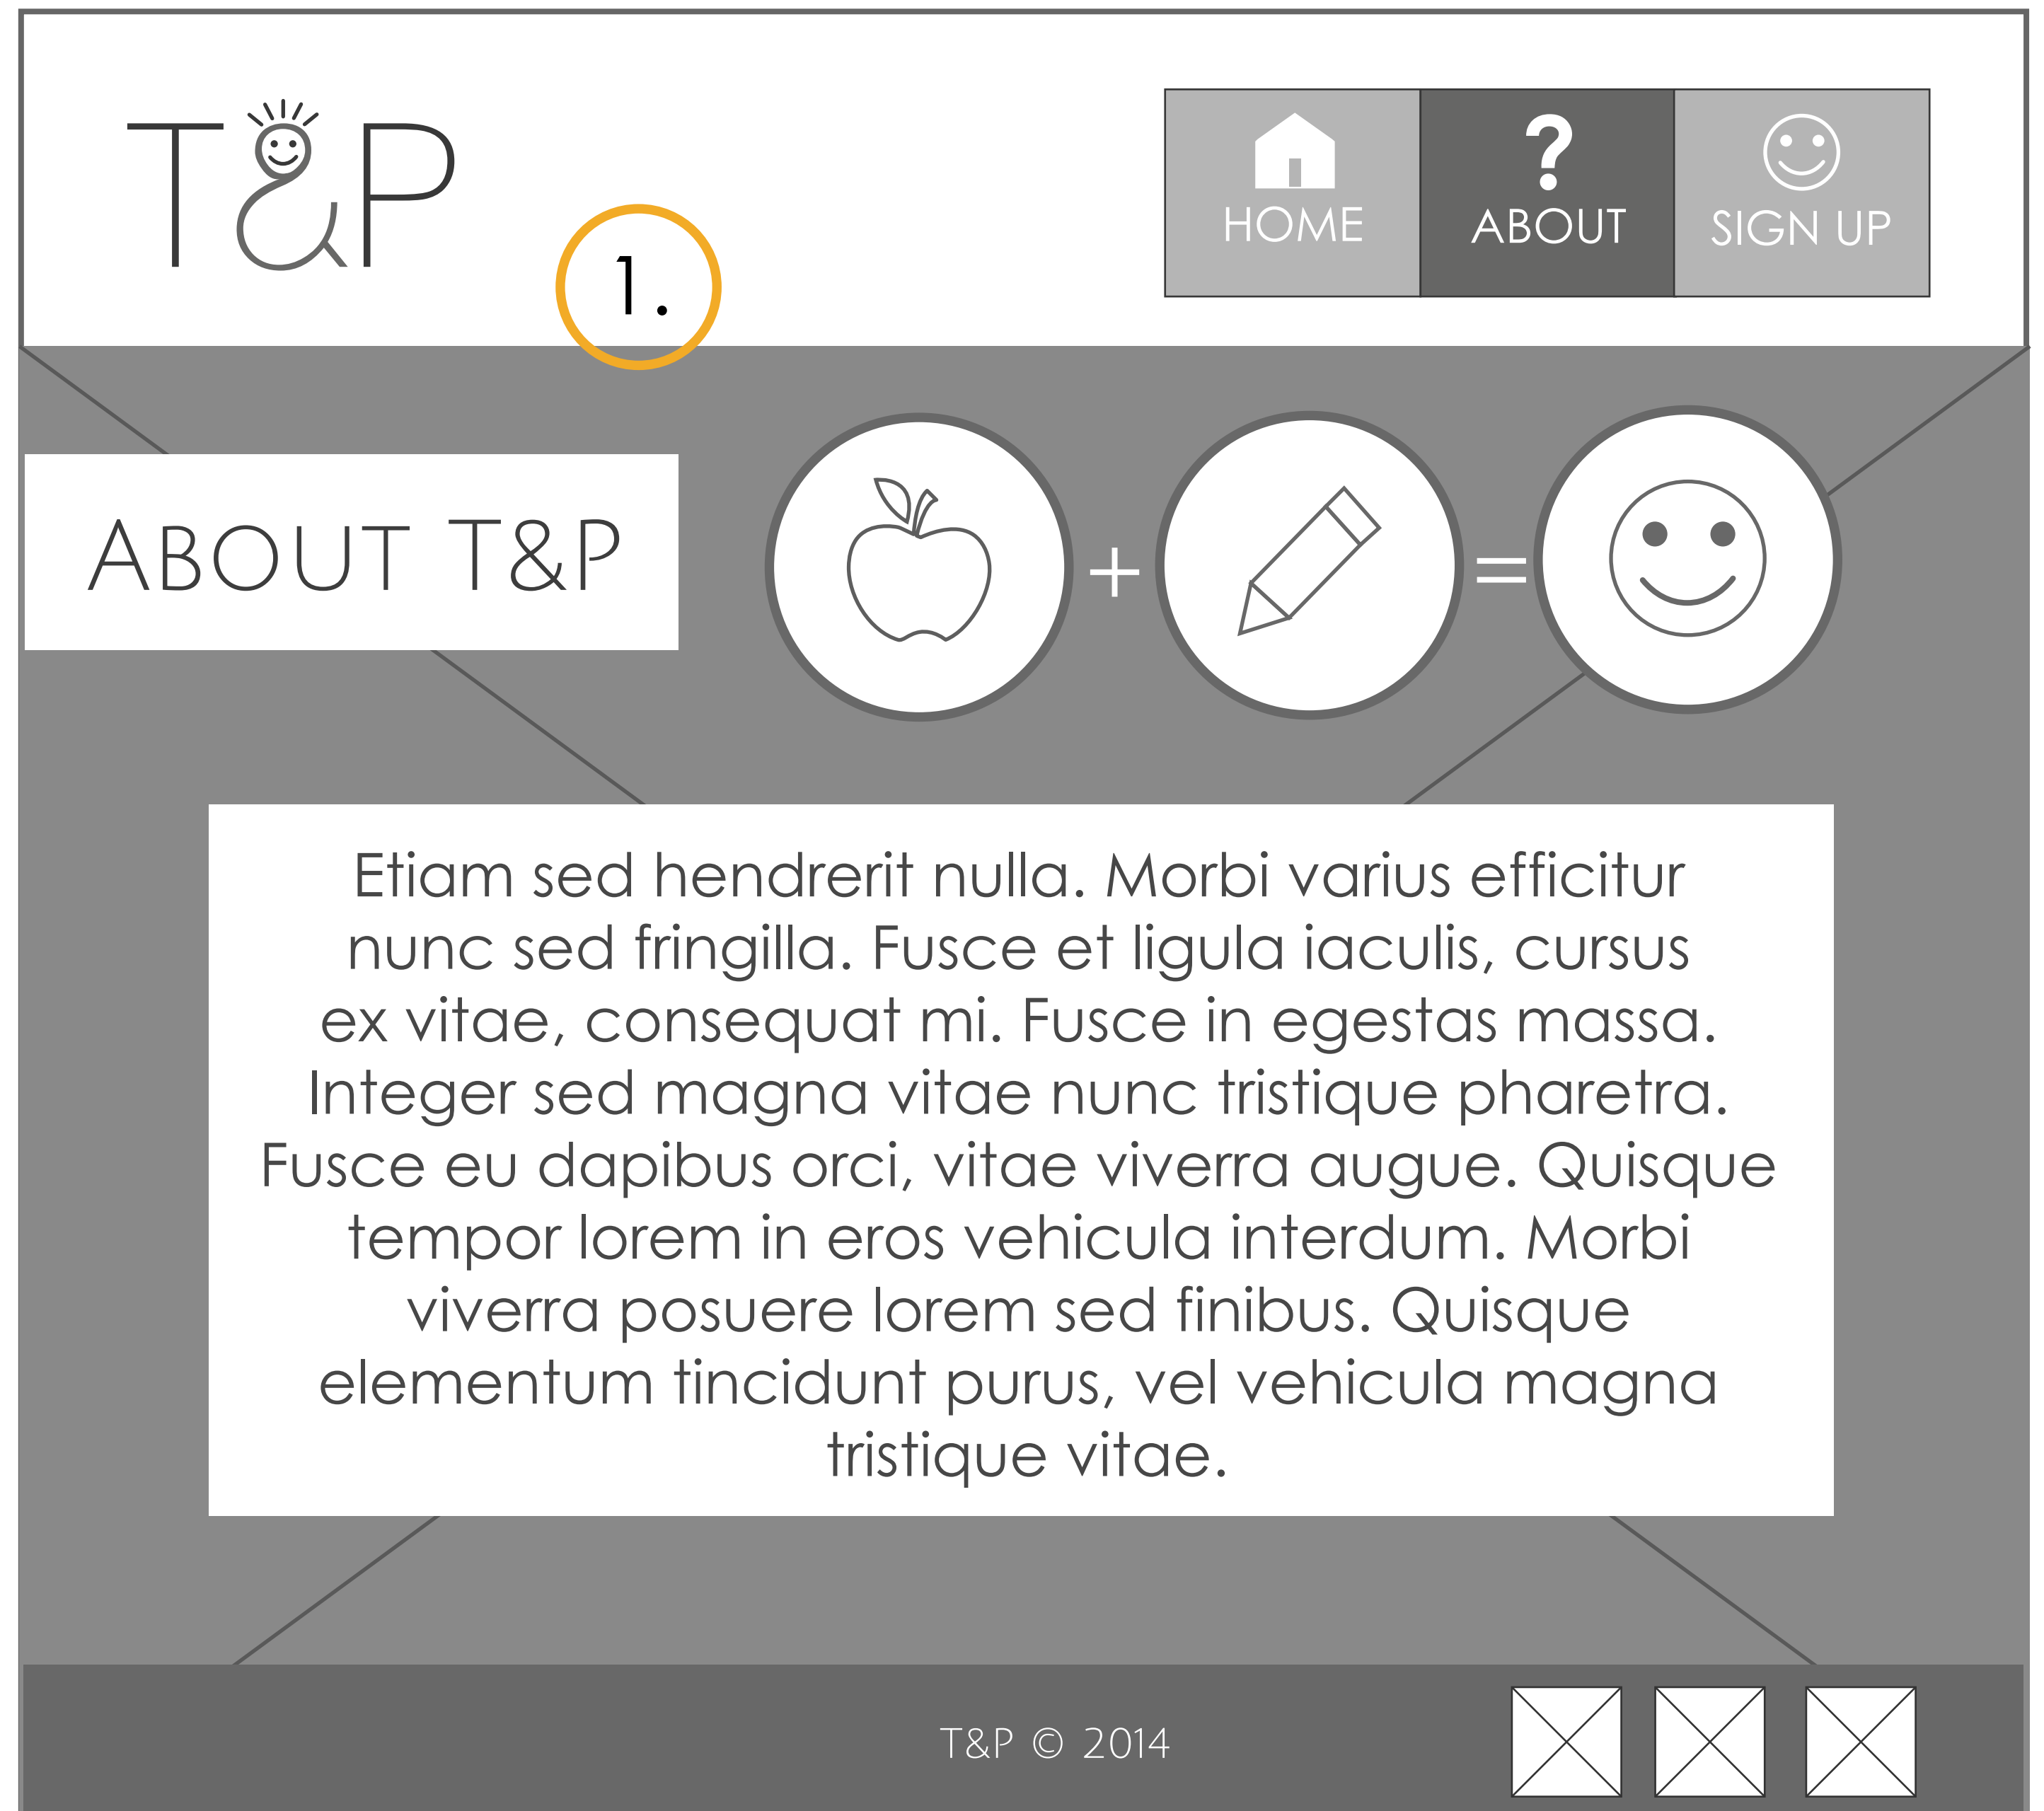 T&P
HOME
ABOUT
SIGN UP
1.
ABOUT T&P
+
=
Etiam sed hendrerit nulla. Morbi varius efficitur
nunc sed fringilla. Fusce et ligula iaculis, cursus
ex vitae, consequat mi. Fusce in egestas massa.
Integer sed magna vitae nunc tristique pharetra.
Fusce eu dapibus orci, vitae viverra augue. Quisque
tempor lorem in eros vehicula interdum. Morbi
viverra posuere lorem sed finibus. Quisque
elementum tincidunt purus, vel vehicula magna
tristique vitae.
T&P © 2014